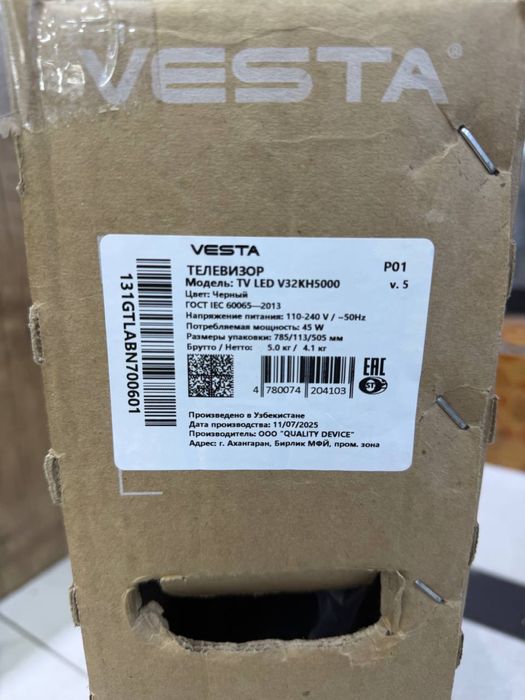 VESTA®
VESTA
ТЕЛЕВИЗОР
P01
Модель: TV LED V32KH5000
v. 5
Цвет: Черный
ГОСТ IEC 60065—2013
Напряжение питания: 110-240 V / ~50Hz
Потребляемая мощность: 45 W
Размеры упаковки: 785/113/505 мм
Брутто / Нетто: 5.0 кг / 4.1 кг
4 780074 204103
EAC
Произведено в Узбекистане
Дата производства: 11/07/2025
Производитель: ООО "QUALITY DEVICE"
Адрес: г. Ахангаран, Бирлик МФЙ, пром. зона
131GTLABN700601